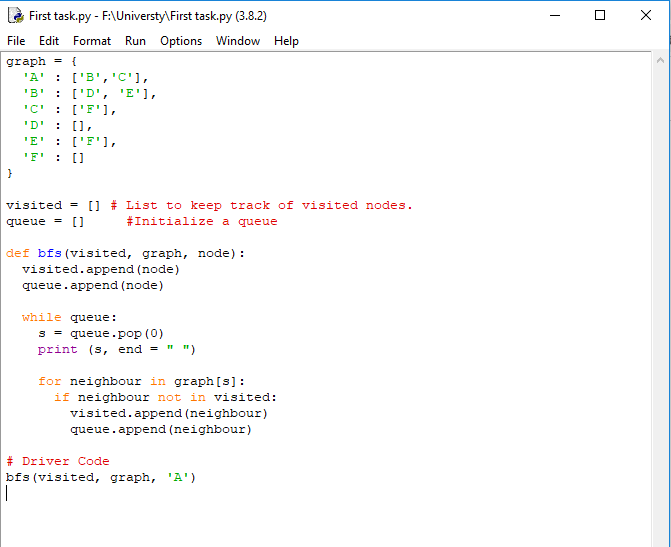 First task.py - F:\Universty\First task.py (3.8.2)
File Edit Format Run Options Window Help
graph = {
  'A' : ['B','C'],
  'B' : ['D', 'E'],
  'C' : ['F'],
  'D' : [],
  'E' : ['F'],
  'F' : []
}
visited = [] # List to keep track of visited nodes.
queue = []     #Initialize a queue
def bfs(visited, graph, node):
  visited.append(node)
  queue.append(node)
  while queue:
    s = queue.pop(0)
    print (s, end = " ")
    for neighbour in graph[s]:
      if neighbour not in visited:
        visited.append(neighbour)
        queue.append(neighbour)
# Driver Code
bfs(visited, graph, 'A')